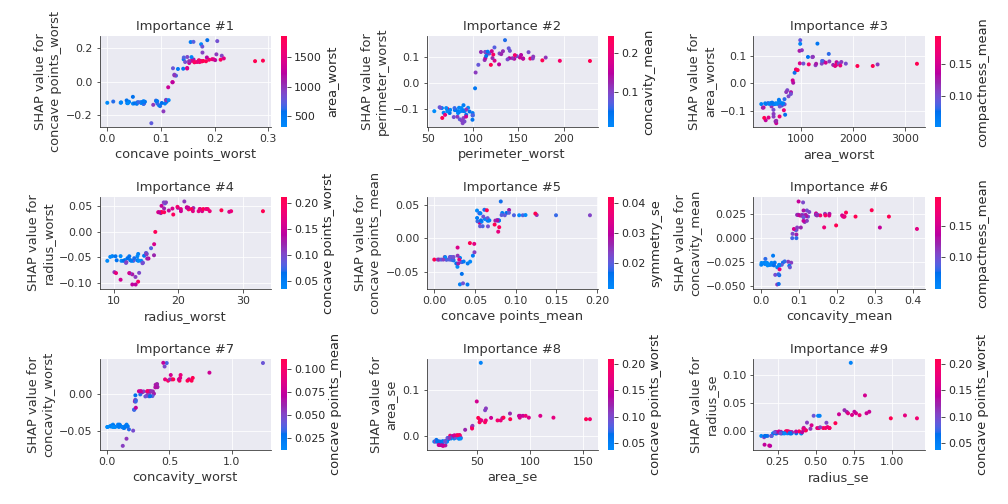 Importance #1
SHAP value for
concave points_worst
0.2
0.0
−0.2
0.0
0.1
0.2
0.3
concave points_worst
1500
1000
500
area_worst
Importance #2
SHAP value for
perimeter_worst
0.1
0.0
−0.1
50
100
150
200
perimeter_worst
0.2
0.1
concavity_mean
Importance #3
SHAP value for
area_worst
0.1
0.0
−0.1
1000
2000
3000
area_worst
0.15
0.10
compactness_mean
Importance #4
SHAP value for
radius_worst
0.05
0.00
−0.05
−0.10
10
20
30
radius_worst
0.20
0.15
0.10
0.05
concave points_worst
Importance #5
SHAP value for
concave points_mean
0.05
0.00
−0.05
0.00
0.05
0.10
0.15
0.20
concave points_mean
0.04
0.03
0.02
symmetry_se
Importance #6
SHAP value for
concavity_mean
0.025
0.000
−0.025
−0.050
0.0
0.1
0.2
0.3
0.4
concavity_mean
0.15
0.10
compactness_mean
Importance #7
SHAP value for
concavity_worst
0.00
−0.05
0.0
0.5
1.0
concavity_worst
0.100
0.075
0.050
0.025
concave points_mean
Importance #8
SHAP value for
area_se
0.1
0.0
50
100
150
area_se
0.20
0.15
0.10
0.05
concave points_worst
Importance #9
SHAP value for
radius_se
0.10
0.05
0.00
0.25
0.50
0.75
1.00
radius_se
0.20
0.15
0.10
0.05
concave points_worst